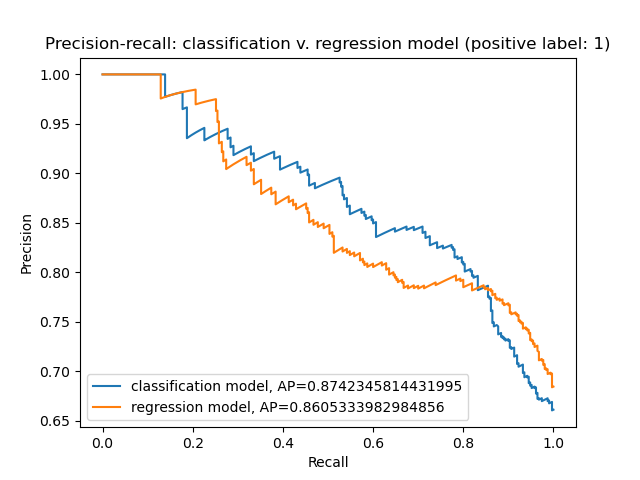 Precision-recall: classification v. regression model (positive label: 1)
1.00
0.95
0.90
0.85
0.80
0.75
0.70
0.65
Precision
classification model, AP=0.8742345814431995
regression model, AP=0.8605333982984856
0.0 0.2 0.4 0.6 0.8 1.0
Recall